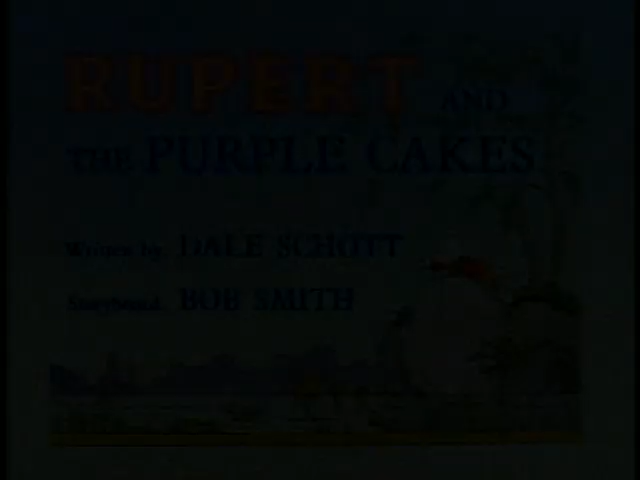 RUPERT AND
THE PURPLE CAKES
Written by. DALE SCHOTT
Storyboard. BOB SMITH